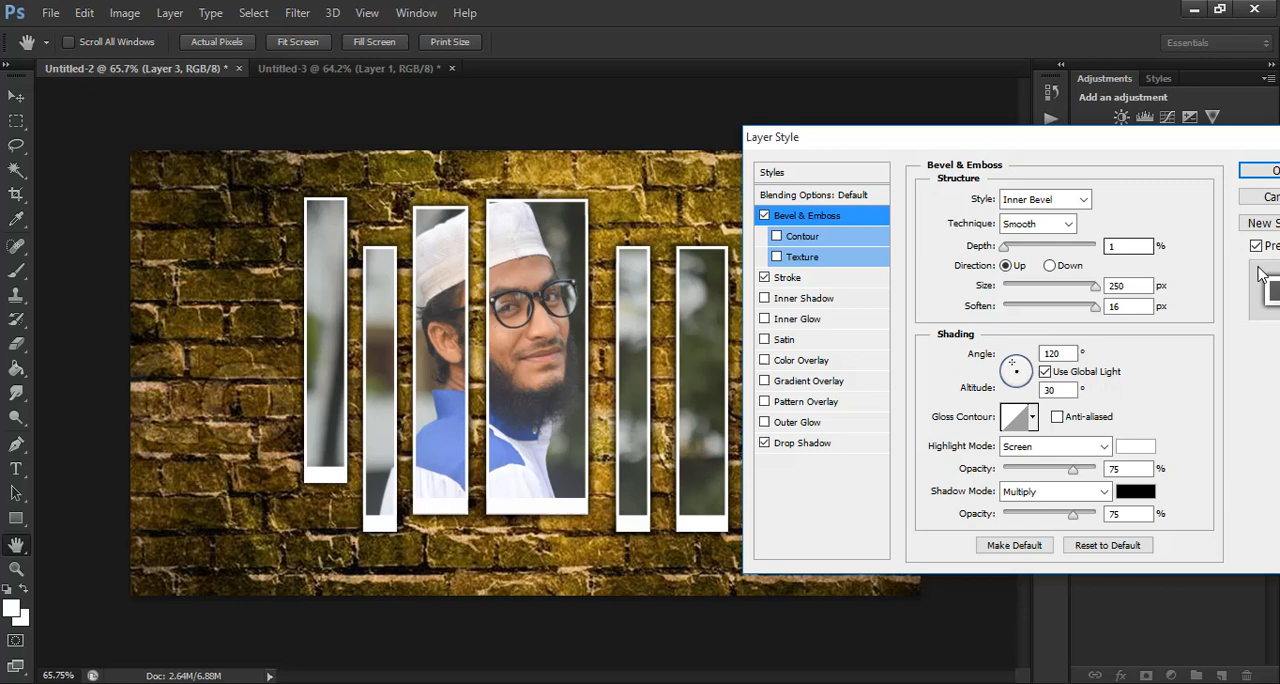 Ps File Edit Image Layer Type Select Filter 3D View Window Help
Scroll All Windows Actual Pixels Fit Screen Fill Screen Print Size Essentials
Untitled-2 @ 65.7% (Layer 3, RGB/8) * × Untitled-3 @ 64.2% (Layer 1, RGB/8) * ×
Adjustments Styles
Add an adjustment
Layer Style
Styles
Blending Options: Default
Bevel & Emboss
Contour
Texture
Stroke
Inner Shadow
Inner Glow
Satin
Color Overlay
Gradient Overlay
Pattern Overlay
Outer Glow
Drop Shadow
Bevel & Emboss
Structure
Style: Inner Bevel
Technique: Smooth
Depth: 1 %
Direction: Up Down
Size: 250 px
Soften: 16 px
Shading
Angle: 120 °
Use Global Light
Altitude: 30 °
Gloss Contour: Anti-aliased
Highlight Mode: Screen
Opacity: 75 %
Shadow Mode: Multiply
Opacity: 75 %
Make Default Reset to Default
O
Can
New S
Pre
65.75% Doc: 2.64M/6.88M